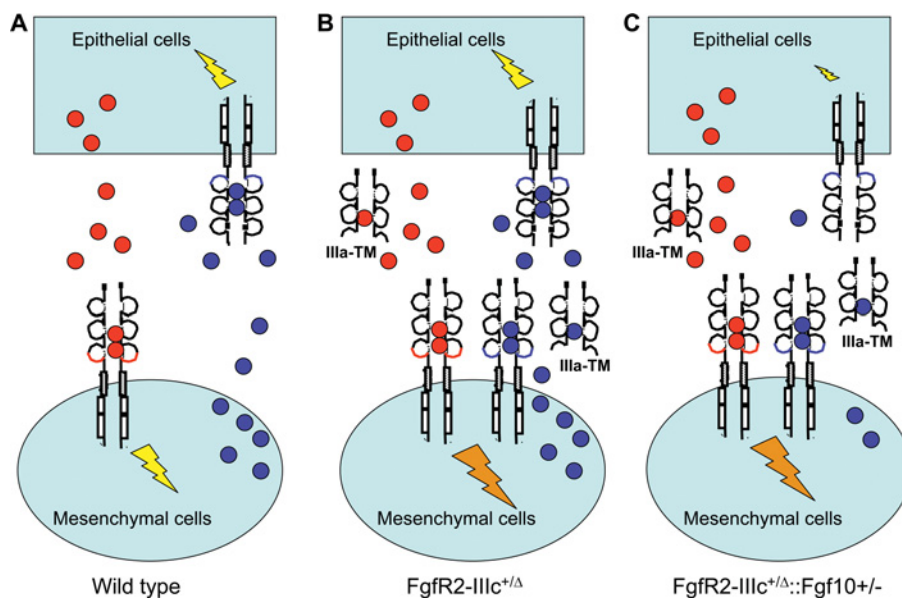 A
Epithelial cells
Mesenchymal cells
Wild type
B
Epithelial cells
IIIa-TM
IIIa-TM
Mesenchymal cells
FgfR2-IIIc+/Δ
C
Epithelial cells
IIIa-TM
IIIa-TM
Mesenchymal cells
FgfR2-IIIc+/Δ::Fgf10+/-